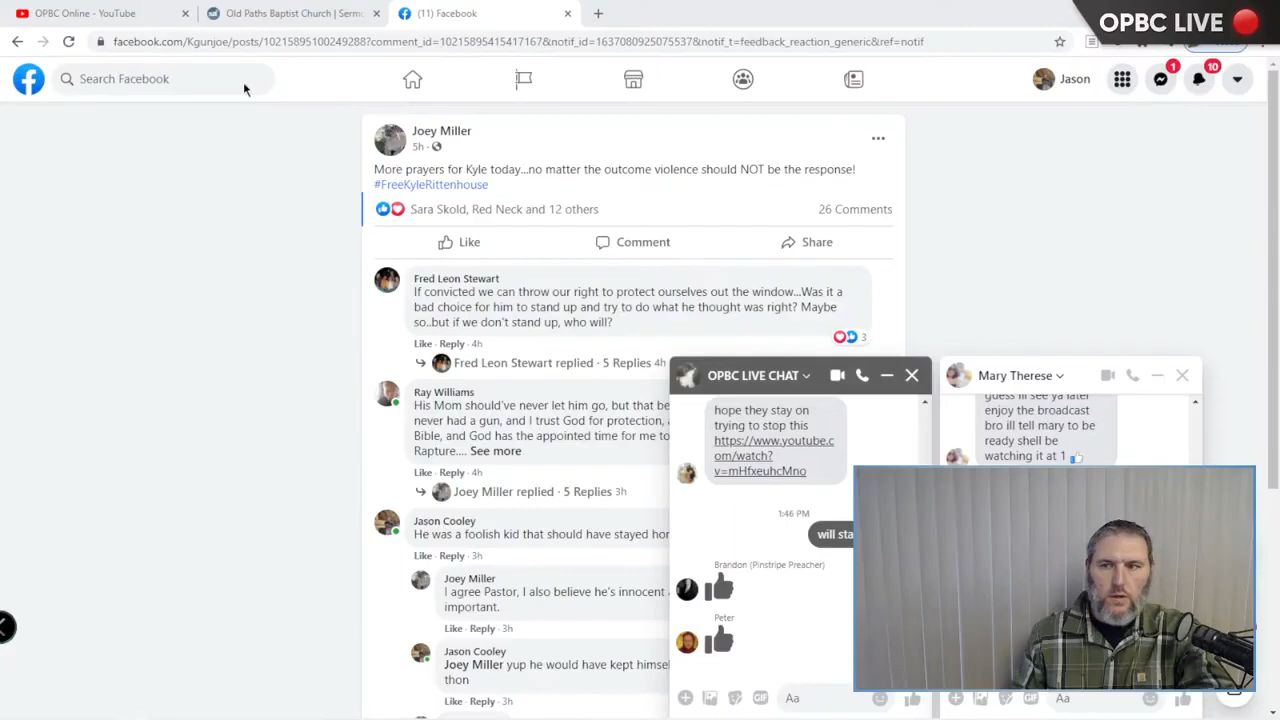 OPBC Online - YouTube
Old Paths Baptist Church | Sermo
(11) Facebook
OPBC LIVE
facebook.com/Kgunjoe/posts/10215895100249288?comment_id=10215895415417167&notif_id=1637080925075537&notif_t=feedback_reaction_generic&ref=notif
Search Facebook
Jason
1
10
Joey Miller
5h
More prayers for Kyle today...no matter the outcome violence should NOT be the response!
#FreeKyleRittenhouse
Sara Skold, Red Neck and 12 others
26 Comments
Like
Comment
Share
Fred Leon Stewart
If convicted we can throw our right to protect ourselves out the window...Was it a
bad choice for him to stand up and try to do what he thought was right? Maybe
so..but if we don't stand up, who will?
3
Like · Reply · 4h
Fred Leon Stewart replied · 5 Replies 4h
Ray Williams
His Mom should've never let him go, but that be
never had a gun, and I trust God for protection,
Bible, and God has the appointed time for me to
Rapture.... See more
Like · Reply · 4h
Joey Miller replied · 5 Replies 3h
Jason Cooley
He was a foolish kid that should have stayed hor
Like · Reply · 3h
Joey Miller
I agree Pastor, I also believe he's innocent
important.
Like · Reply · 3h
Jason Cooley
Joey Miller yup he would have kept himse
thon
Like · Reply · 3h
OPBC LIVE CHAT
hope they stay on
trying to stop this
https://www.youtube.c
om/watch?
v=mHfxeuhcMno
1:46 PM
will sta
Brandon (Pinstripe Preacher)
Peter
GIF
Aa
Mary Therese
guess ill see ya later
enjoy the broadcast
bro ill tell mary to be
ready shell be
watching it at 1
GIF
Aa